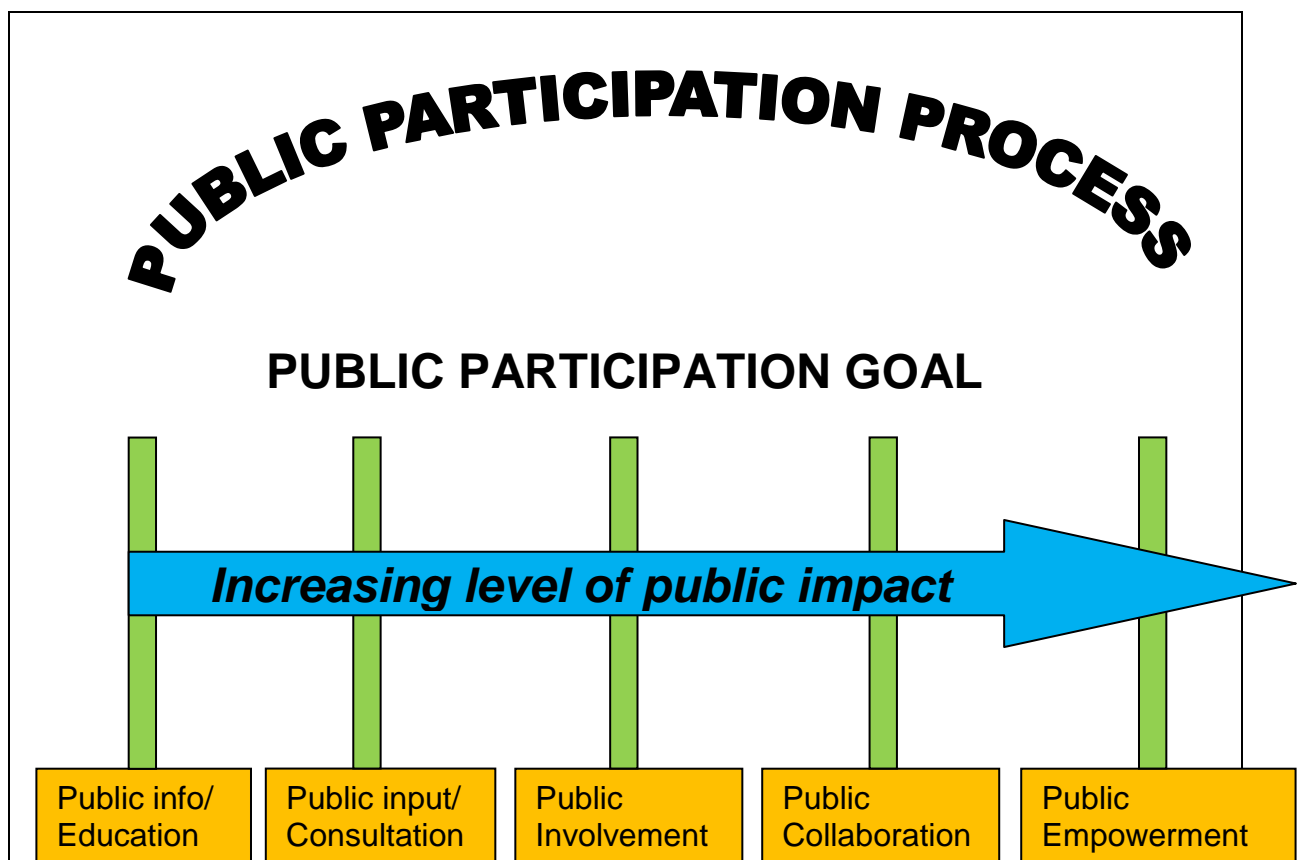 PUBLIC PARTICIPATION PROCESS
PUBLIC PARTICIPATION GOAL
Increasing level of public impact
Public info/
Education
Public input/
Consultation
Public
Involvement
Public
Collaboration
Public
Empowerment